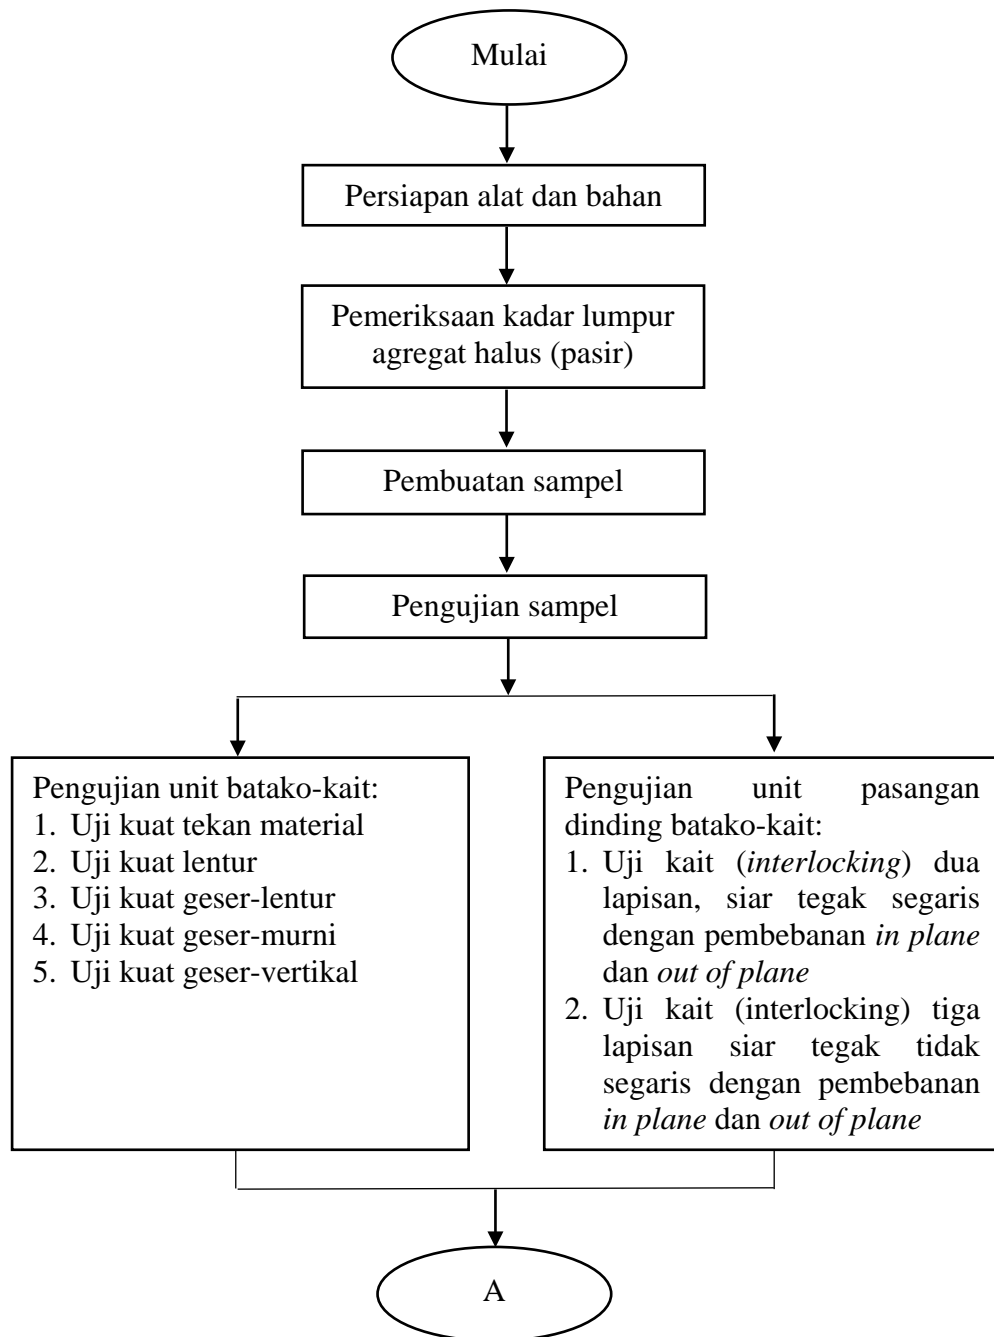 Mulai
Persiapan alat dan bahan
Pemeriksaan kadar lumpur
agregat halus (pasir)
Pembuatan sampel
Pengujian sampel
Pengujian unit batako-kait:
1. Uji kuat tekan material
2. Uji kuat lentur
3. Uji kuat geser-lentur
4. Uji kuat geser-murni
5. Uji kuat geser-vertikal
Pengujian unit pasangan
dinding batako-kait:
1. Uji kait (interlocking) dua
lapisan, siar tegak segaris
dengan pembebanan in plane
dan out of plane
2. Uji kait (interlocking) tiga
lapisan siar tegak tidak
segaris dengan pembebanan
in plane dan out of plane
A